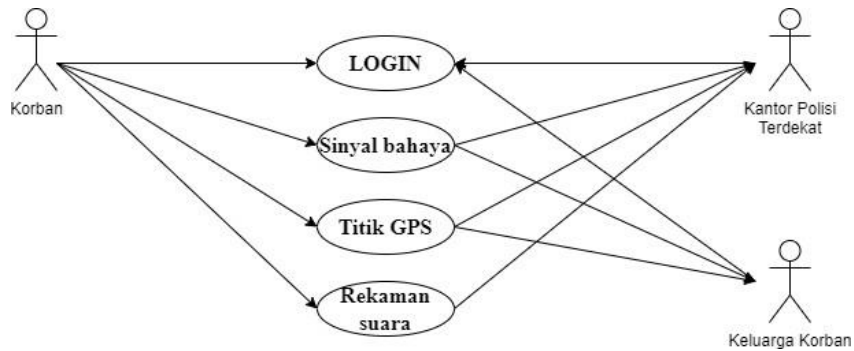 Korban
LOGIN
Sinyal bahaya
Titik GPS
Rekaman
suara
Kantor Polisi
Terdekat
Keluarga Korban